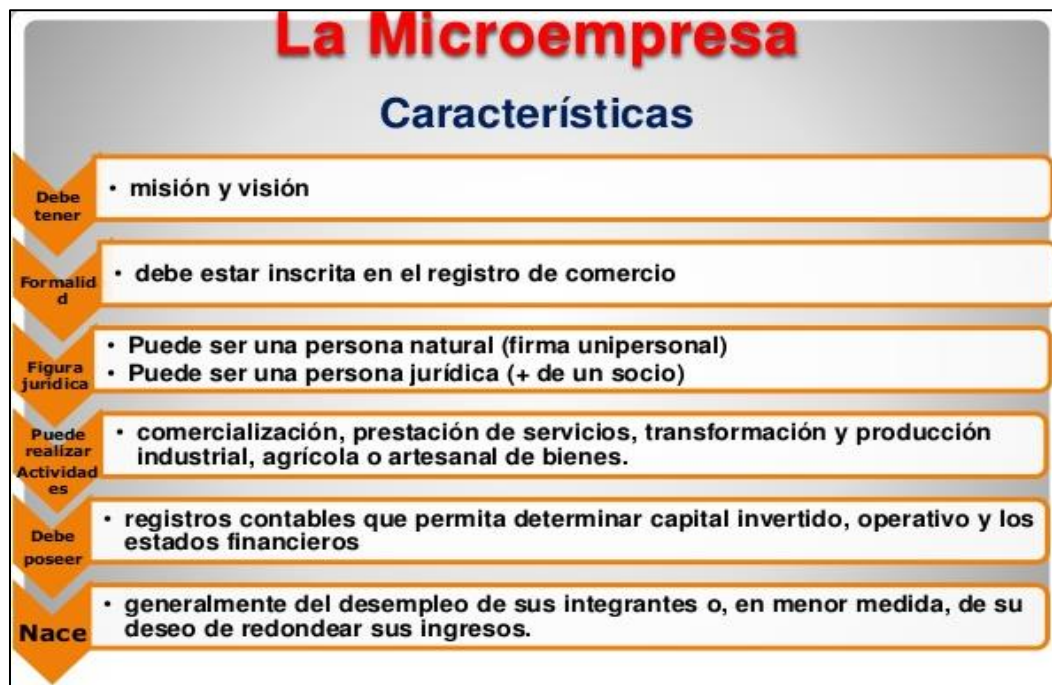 La Microempresa
Características
Debe
tener
• misión y visión
Formalid
d
• debe estar inscrita en el registro de comercio
Figura
jurídica
• Puede ser una persona natural (firma unipersonal)
• Puede ser una persona jurídica (+ de un socio)
Puede
realizar
Actividad
es
• comercialización, prestación de servicios, transformación y producción
industrial, agrícola o artesanal de bienes.
Debe
poseer
• registros contables que permita determinar capital invertido, operativo y los
estados financieros
Nace
• generalmente del desempleo de sus integrantes o, en menor medida, de su
deseo de redondear sus ingresos.